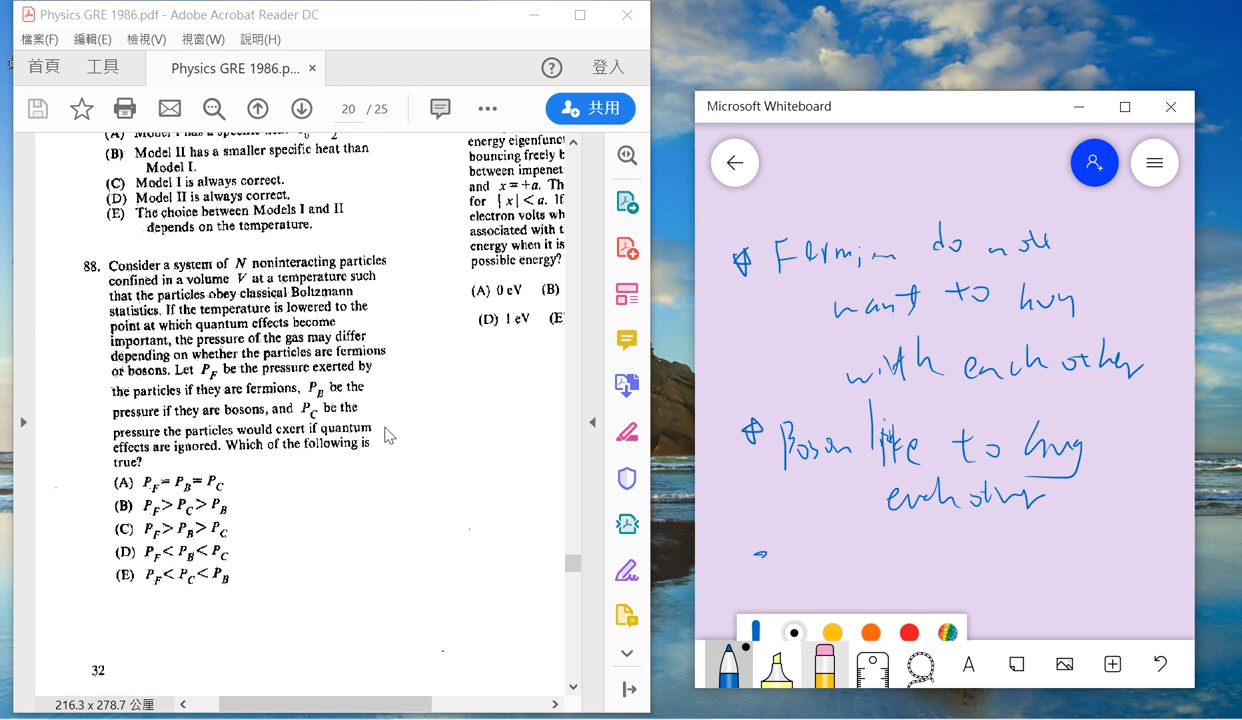 Physics GRE 1986.pdf - Adobe Acrobat Reader DC
檔案(F) 編輯(E) 檢視(V) 視窗(W) 說明(H)
首頁 工具 Physics GRE 1986.p... × ? 登入
20 / 25 共用
(B) Model II has a smaller specific heat than
Model I.
(C) Model I is always correct.
(D) Model II is always correct.
(E) The choice between Models I and II
depends on the temperature.
88. Consider a system of N noninteracting particles
confined in a volume V at a temperature such
that the particles obey classical Boltzmann
statistics. If the temperature is lowered to the
point at which quantum effects become
important, the pressure of the gas may differ
depending on whether the particles are fermions
or bosons. Let P_F be the pressure exerted by
the particles if they are fermions, P_B be the
pressure if they are bosons, and P_C be the
pressure the particles would exert if quantum
effects are ignored. Which of the following is
true?
(A) P_F = P_B = P_C
(B) P_F > P_C > P_B
(C) P_F > P_B > P_C
(D) P_F < P_B < P_C
(E) P_F < P_C < P_B
32
energy eigenfunct
bouncing freely b
between impenet
and x = +a. Th
for |x| < a. If
electron volts wh
associated with t
energy when it is
possible energy?
(A) 0 eV (B)
(D) 1 eV (E
216.3 x 278.7 公厘
Microsoft Whiteboard
do not
want to hug
with each other
Boson like to hug
each other
A